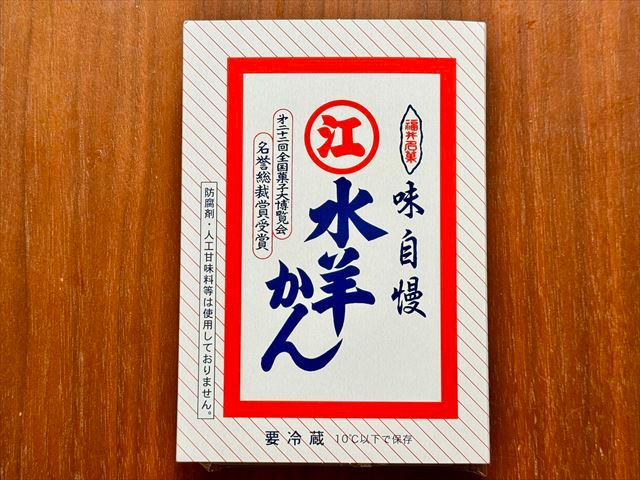 福井名菓
味自慢
江
水羊
かん
第二十二回全国菓子大博覧会
名誉総裁賞受賞
防腐剤・人工甘味料等は使用しておりません。
要冷蔵 10℃以下で保存